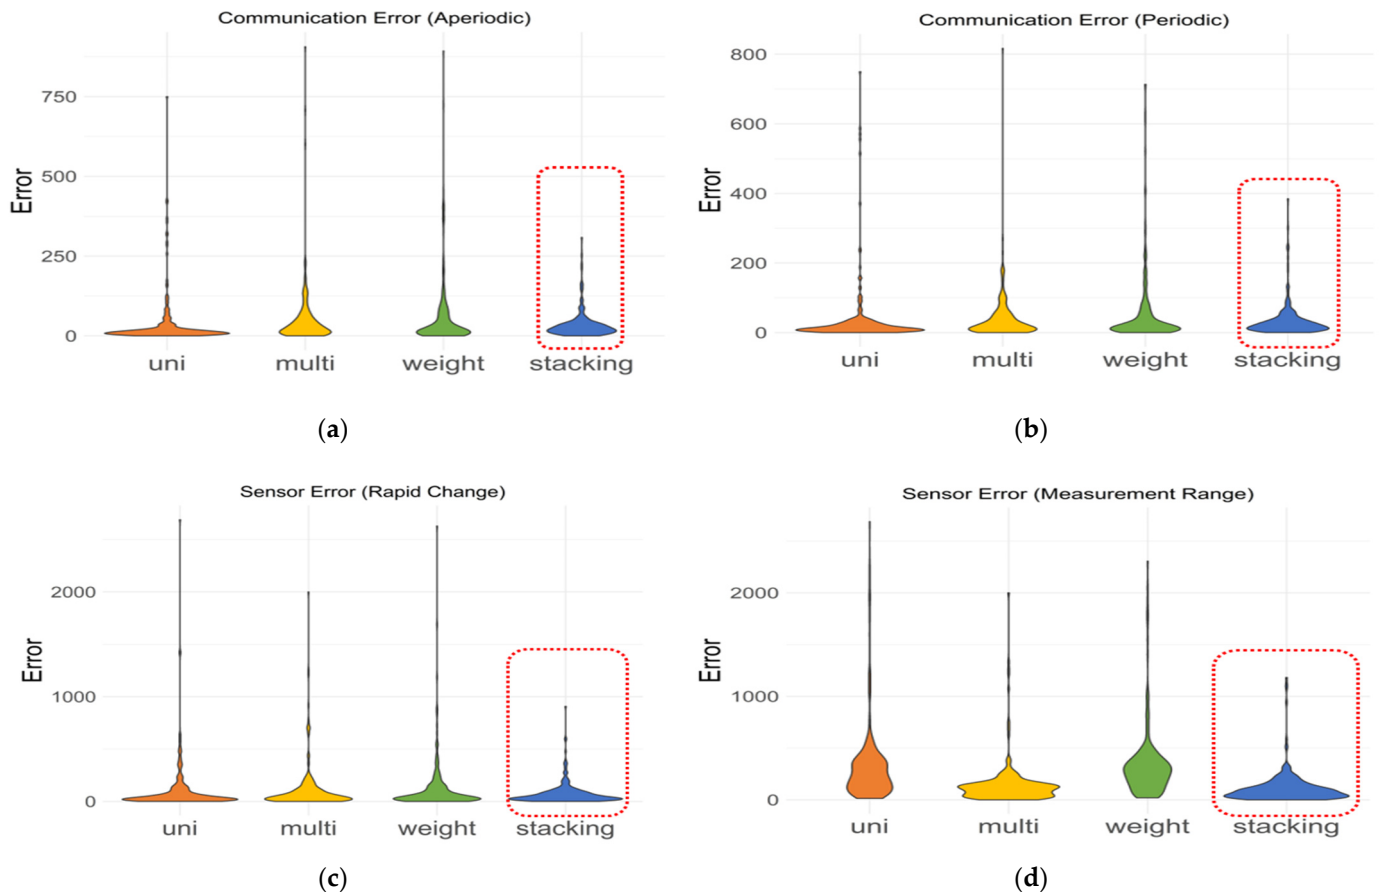 Communication Error (Aperiodic)
Error
750
500
250
0
uni multi weight stacking
(a)
Communication Error (Periodic)
Error
800
600
400
200
0
uni multi weight stacking
(b)
Sensor Error (Rapid Change)
Error
2000
1000
0
uni multi weight stacking
(c)
Sensor Error (Measurement Range)
Error
2000
1000
0
uni multi weight stacking
(d)